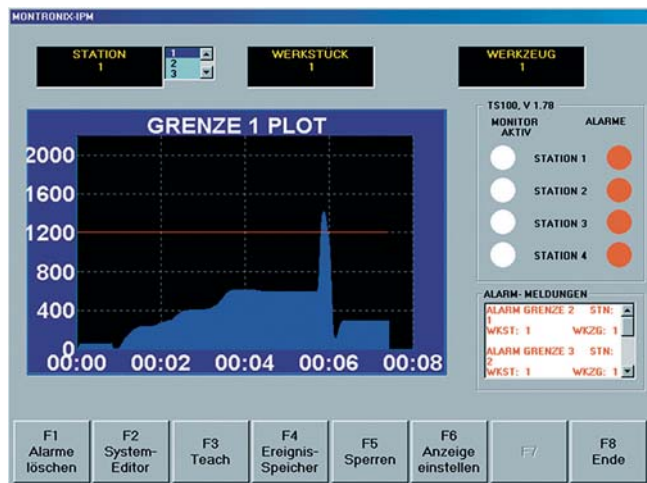 MONTRONIX-IPM
STATION
1
1
2
3
WERKSTÜCK
1
WERKZEUG
1
GRENZE 1 PLOT
2000
1600
1200
800
400
0
00:00 00:02 00:04 00:06 00:08
TS100, V 1.78
MONITOR AKTIV
ALARME
STATION 1
STATION 2
STATION 3
STATION 4
ALARM- MELDUNGEN
ALARM GRENZE 2 STN:
1
WKST: 1 WKZG: 1
ALARM GRENZE 3 STN:
2
WKST: 1 WKZG: 1
F1
Alarme
löschen
F2
System-
Editor
F3
Teach
F4
Ereignis-
Speicher
F5
Sperren
F6
Anzeige
einstellen
F7
F8
Ende